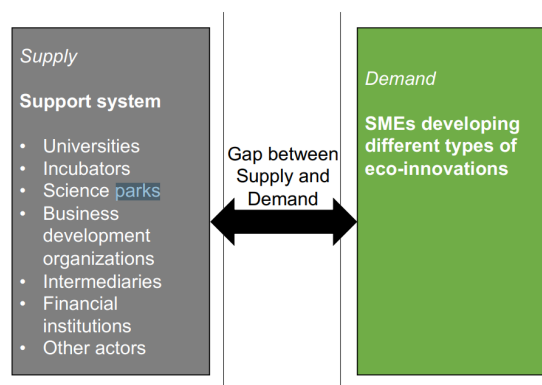 Supply
Support system
• Universities
• Incubators
• Science parks
• Business
development
organizations
• Intermediaries
• Financial
institutions
• Other actors
Gap between
Supply and
Demand
Demand
SMEs developing
different types of
eco-innovations